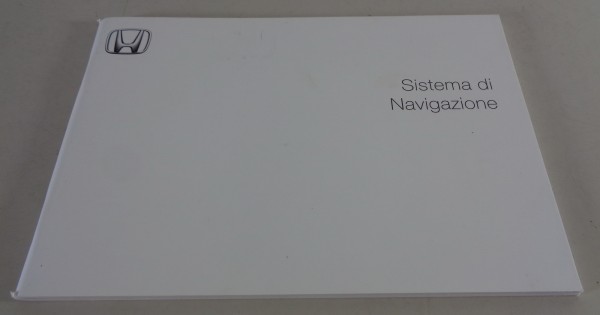 Sistema di
Navigazione